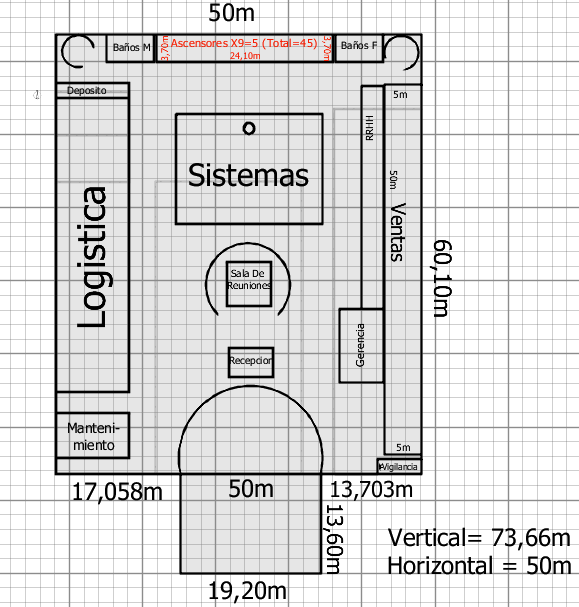 50m
Baños M
3,70m
Ascensores X9=5 (Total=45)
24,10m
3,70m
Baños F
Deposito
5m
RRHH
Sistemas
50m
Ventas
Logistica
60,10m
Sala De
Reuniones
Gerencia
Recepcion
Manteni-
miento
5m
Vigilancia
17,058m
50m
13,703m
13,60m
Vertical= 73,66m
Horizontal = 50m
19,20m